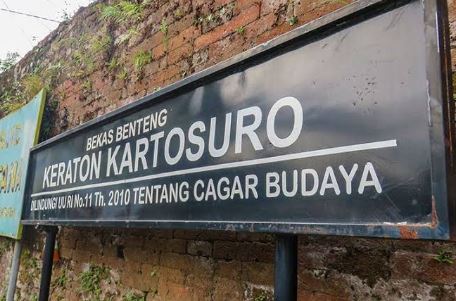 BEKAS BENTENG
KERATON KARTOSURO
DILINDUNGI UU RI No.11 Th. 2010 TENTANG CAGAR BUDAYA